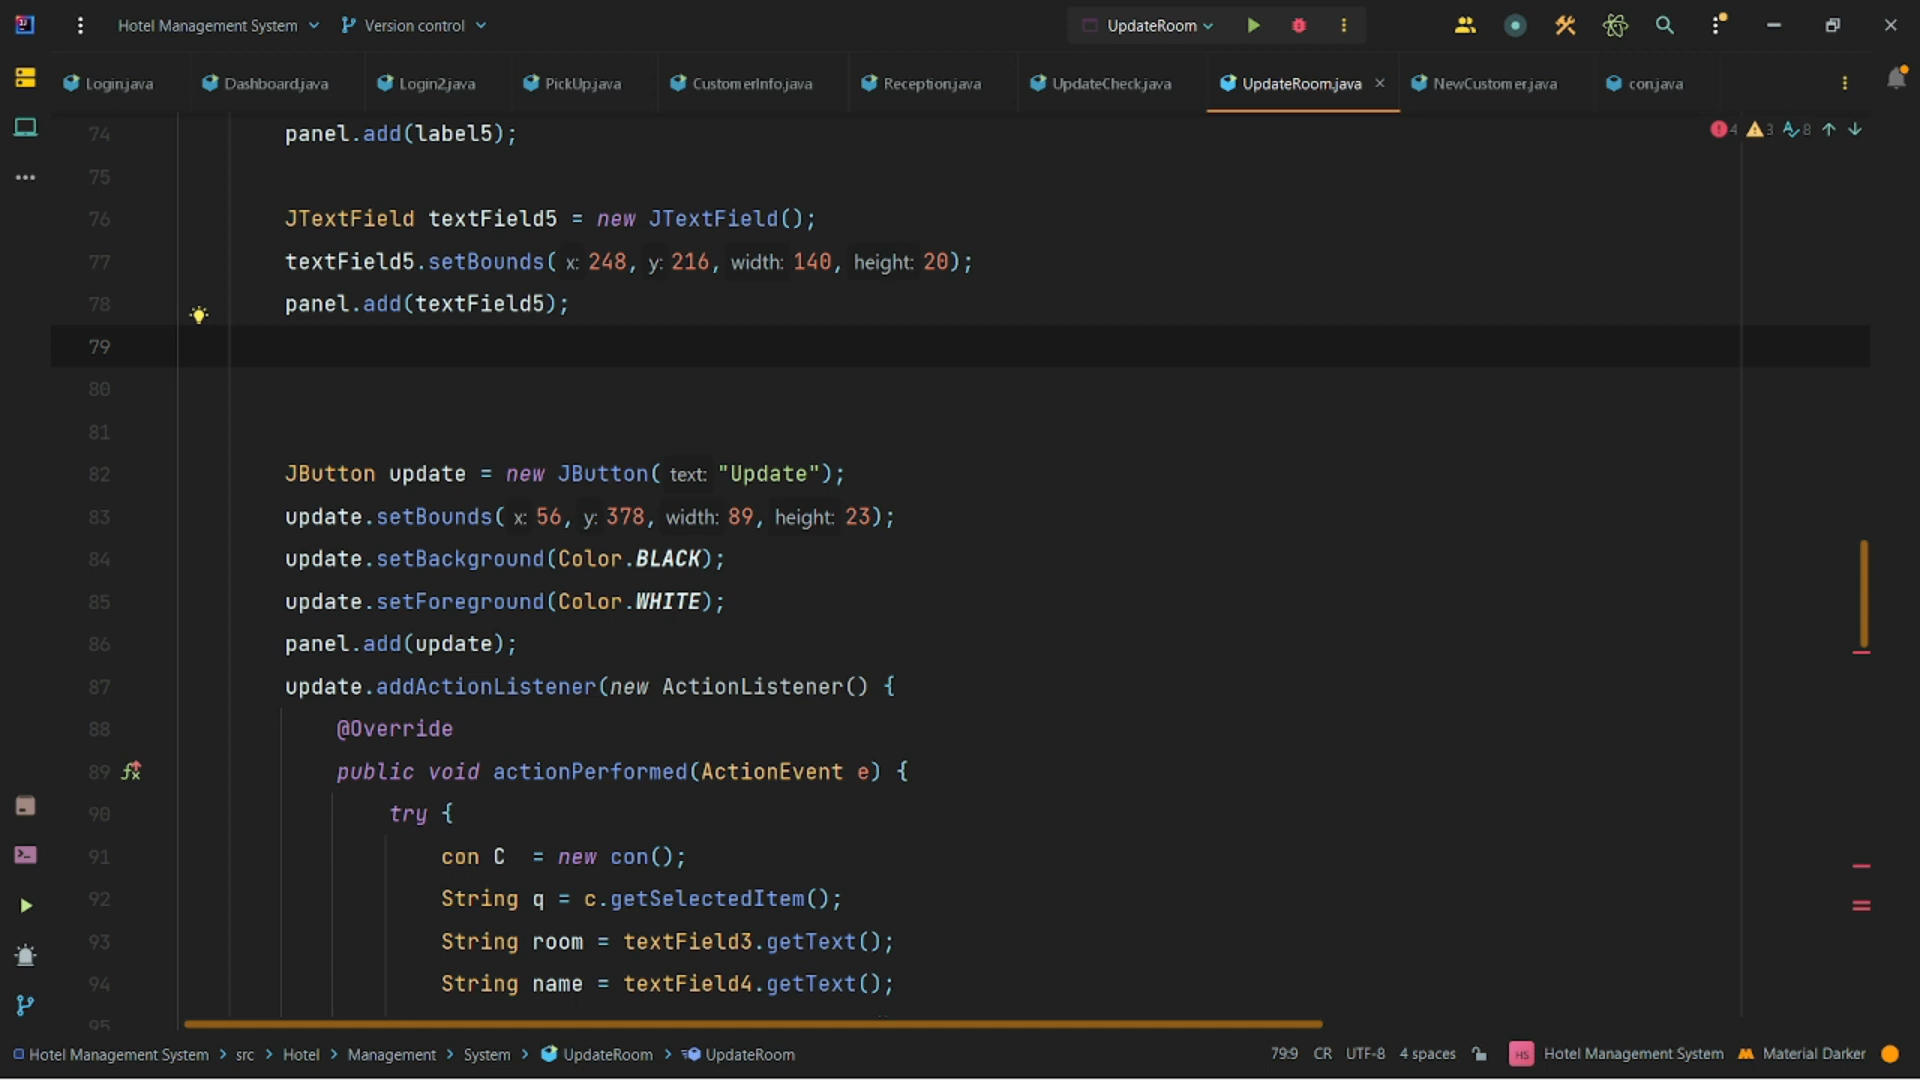 Hotel Management System
Version control
UpdateRoom
Login.java
Dashboard.java
Login2.java
PickUp.java
CustomerInfo.java
Reception.java
UpdateCheck.java
UpdateRoom.java
NewCustomer.java
con.java
4 3 8
74 panel.add(label5);
75
76 JTextField textField5 = new JTextField();
77 textField5.setBounds( x: 248, y: 216, width: 140, height: 20);
78 panel.add(textField5);
79
80
81
82 JButton update = new JButton( text: "Update");
83 update.setBounds( x: 56, y: 378, width: 89, height: 23);
84 update.setBackground(Color.BLACK);
85 update.setForeground(Color.WHITE);
86 panel.add(update);
87 update.addActionListener(new ActionListener() {
88 @Override
89 public void actionPerformed(ActionEvent e) {
90 try {
91 con C  = new con();
92 String q = c.getSelectedItem();
93 String room = textField3.getText();
94 String name = textField4.getText();
95
Hotel Management System > src > Hotel > Management > System > UpdateRoom > UpdateRoom
79:9 CR UTF-8 4 spaces HS Hotel Management System Material Darker